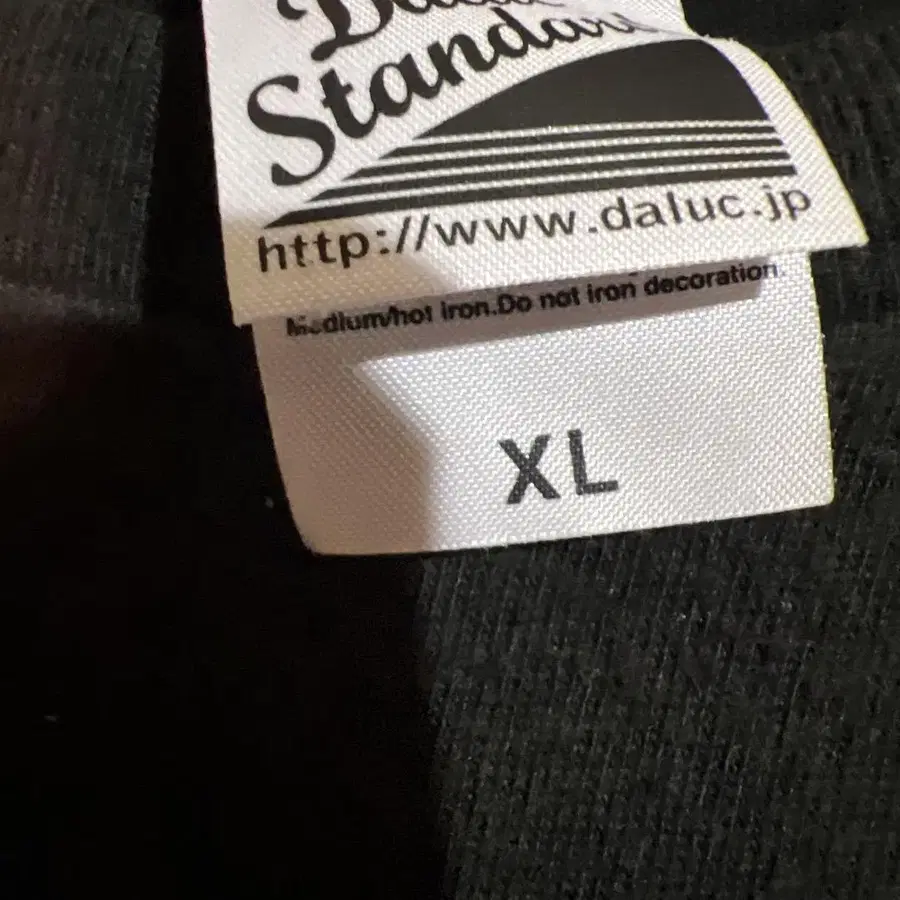 Standard
http://www.daluc.jp
Medium/hot iron.Do not iron decoration.
XL